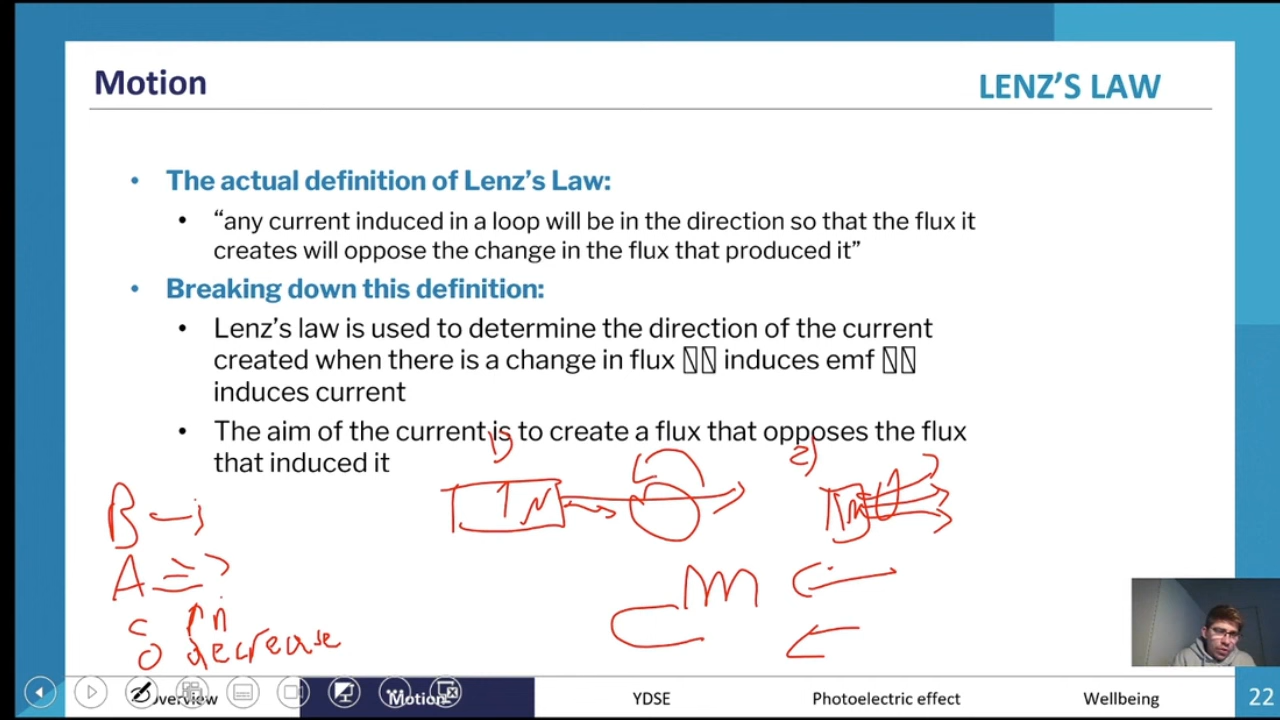 Motion
LENZ'S LAW
• The actual definition of Lenz's Law:
• “any current induced in a loop will be in the direction so that the flux it
creates will oppose the change in the flux that produced it”
• Breaking down this definition:
• Lenz's law is used to determine the direction of the current
created when there is a change in flux induces emf
induces current
• The aim of the current is to create a flux that opposes the flux
that induced it
1)
2)
N
B
A
decrease
Overview
Motion
YDSE
Photoelectric effect
Wellbeing
22